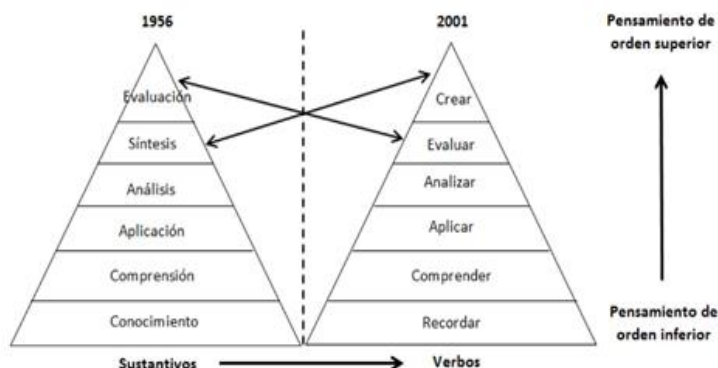 1956
Evaluación
Síntesis
Análisis
Aplicación
Comprensión
Conocimiento
Sustantivos
2001
Crear
Evaluar
Analizar
Aplicar
Comprender
Recordar
Verbos
Pensamiento de
orden superior
Pensamiento de
orden inferior